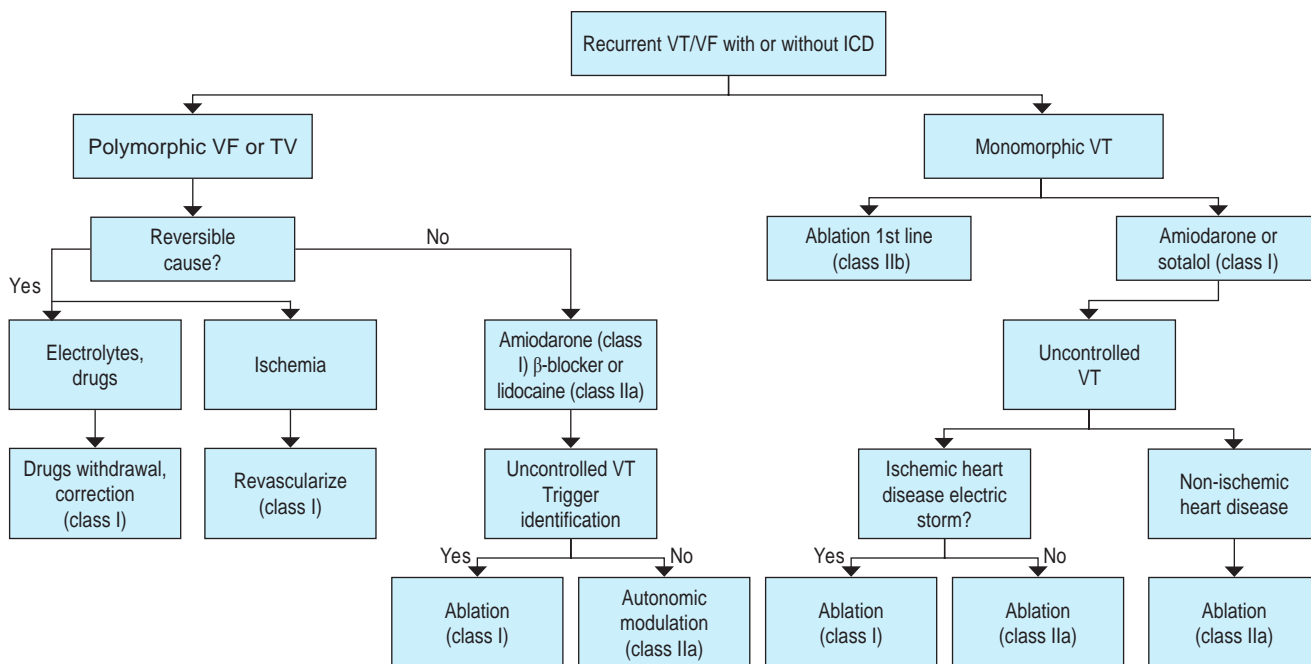 Recurrent VT/VF with or without ICD
Polymorphic VF or TV
Monomorphic VT
Reversible
cause?
No
Yes
Ablation 1st line
(class IIb)
Amiodarone or
sotalol (class I)
Electrolytes,
drugs
Ischemia
Amiodarone (class
I) β-blocker or
lidocaine (class IIa)
Uncontrolled
VT
Drugs withdrawal,
correction
(class I)
Revascularize
(class I)
Uncontrolled VT
Trigger
identification
Ischemic heart
disease electric
storm?
Non-ischemic
heart disease
Yes
No
Yes
No
Ablation
(class I)
Autonomic
modulation
(class IIa)
Ablation
(class I)
Ablation
(class IIa)
Ablation
(class IIa)